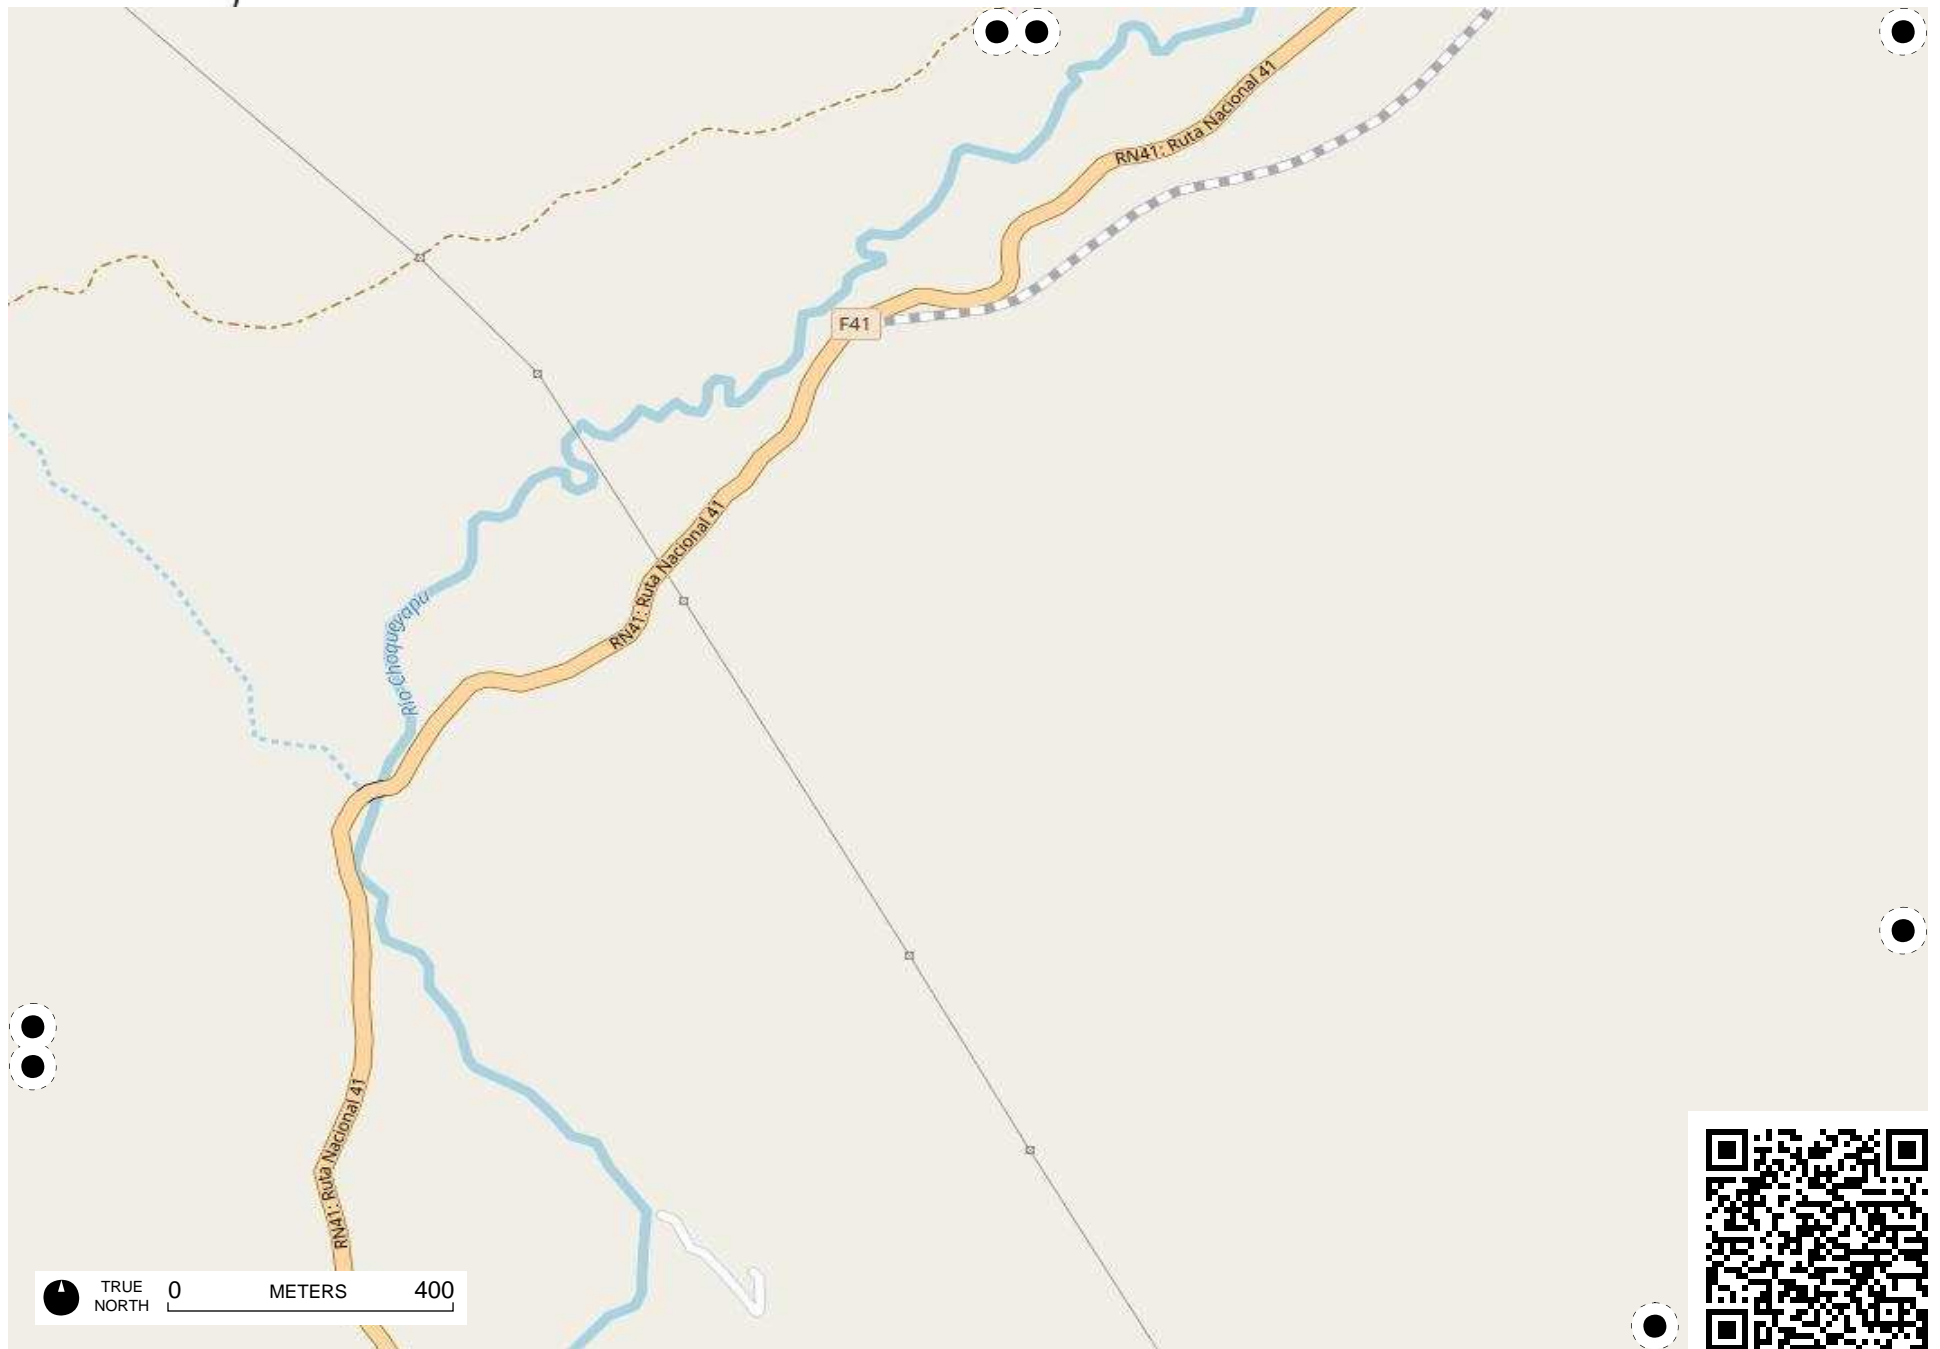 RN41: Ruta Nacional 41
F41
RN41: Ruta Nacional 41
Río Choqueyapu
RN41: Ruta Nacional 41
TRUE NORTH
0 METERS 400